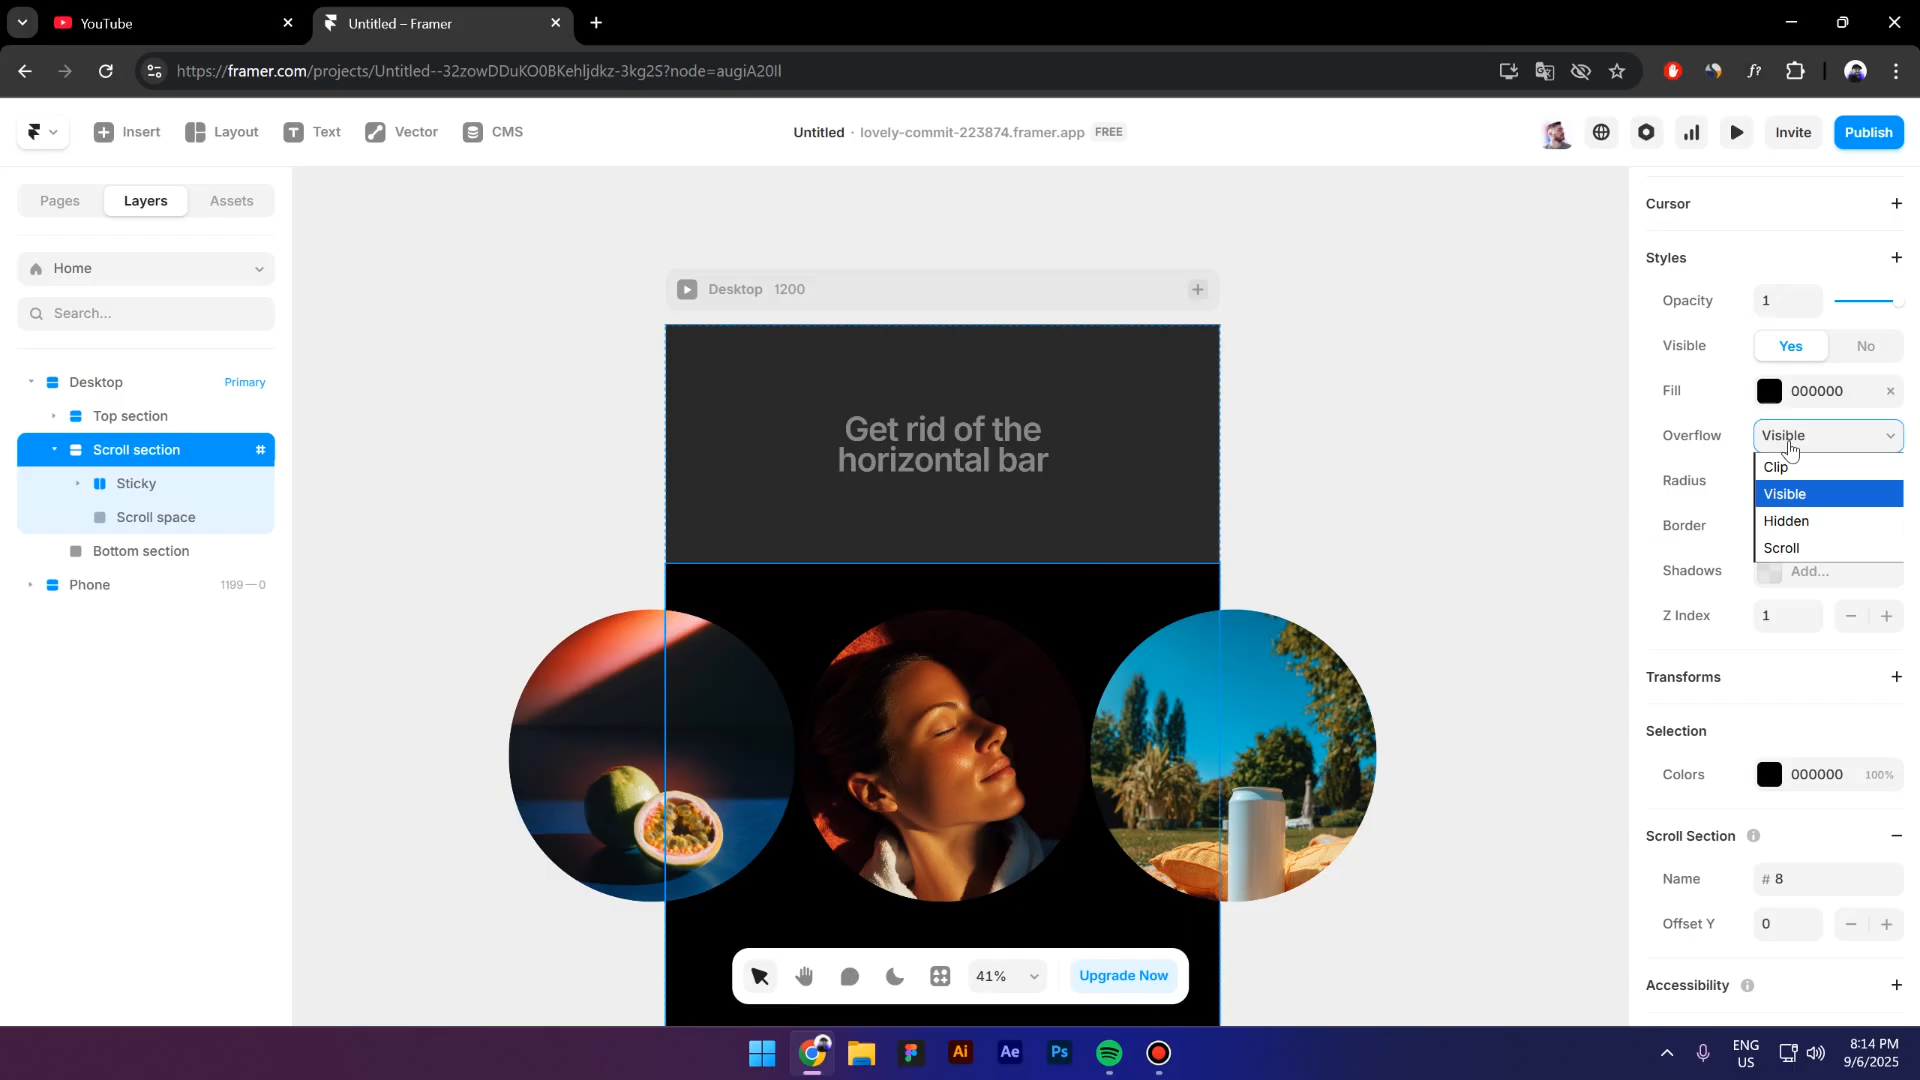 YouTube
Untitled – Framer
https://framer.com/projects/Untitled--32zowDDuKO0BKehljdkz-3kg2S?node=augiA20Il
Insert
Layout
Text
Vector
CMS
Untitled · lovely-commit-223874.framer.app FREE
Invite
Publish
Pages
Layers
Assets
Home
Search...
Desktop
Primary
Top section
Scroll section
Sticky
Scroll space
Bottom section
Phone
1199—0
Desktop 1200
Get rid of the
horizontal bar
41%
Upgrade Now
Cursor
Styles
Opacity
1
Visible
Yes
No
Fill
000000
Overflow
Visible
Clip
Visible
Hidden
Scroll
Radius
Border
Shadows
Add...
Z Index
1
Transforms
Selection
Colors
000000
100%
Scroll Section
Name
# 8
Offset Y
0
Accessibility
Ai
Ae
Ps
ENG
US
8:14 PM
9/6/2025